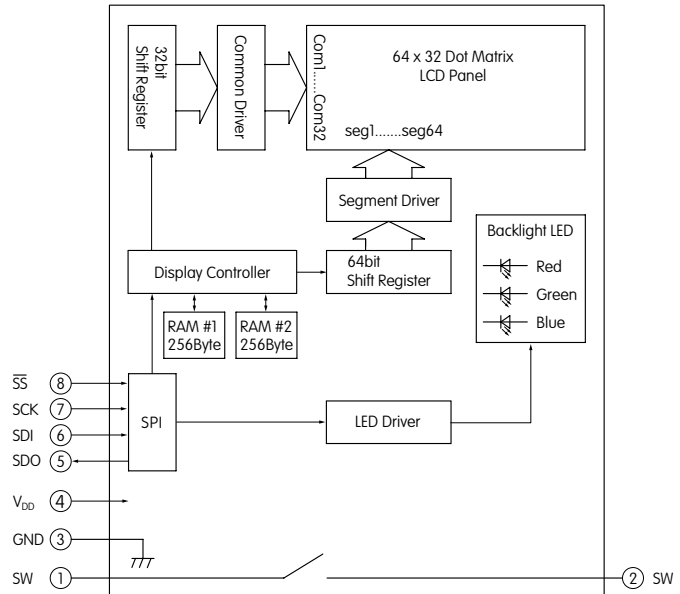 32bit
Shift Register
Common Driver
Com1......Com32
64 x 32 Dot Matrix
LCD Panel
seg1.......seg64
Segment Driver
Backlight LED
Red
Green
Blue
Display Controller
64bit
Shift Register
RAM #1
256Byte
RAM #2
256Byte
SS 8
SCK 7
SDI 6
SDO 5
SPI
LED Driver
VDD 4
GND 3
SW 1
2 SW